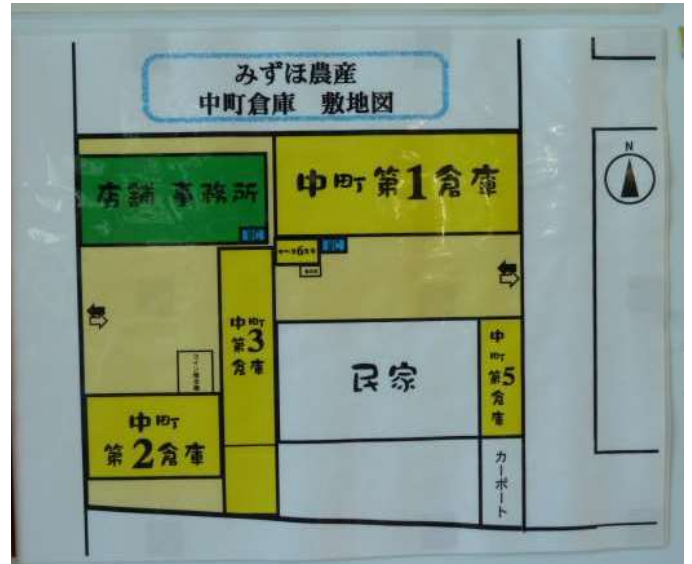 みずほ農産
中町倉庫 敷地図
N
店舗 事務所
WC
中町第1倉庫
WC
中町
第3
倉庫
民家
中
町
第5
倉
庫
中町
第2倉庫
カーポート